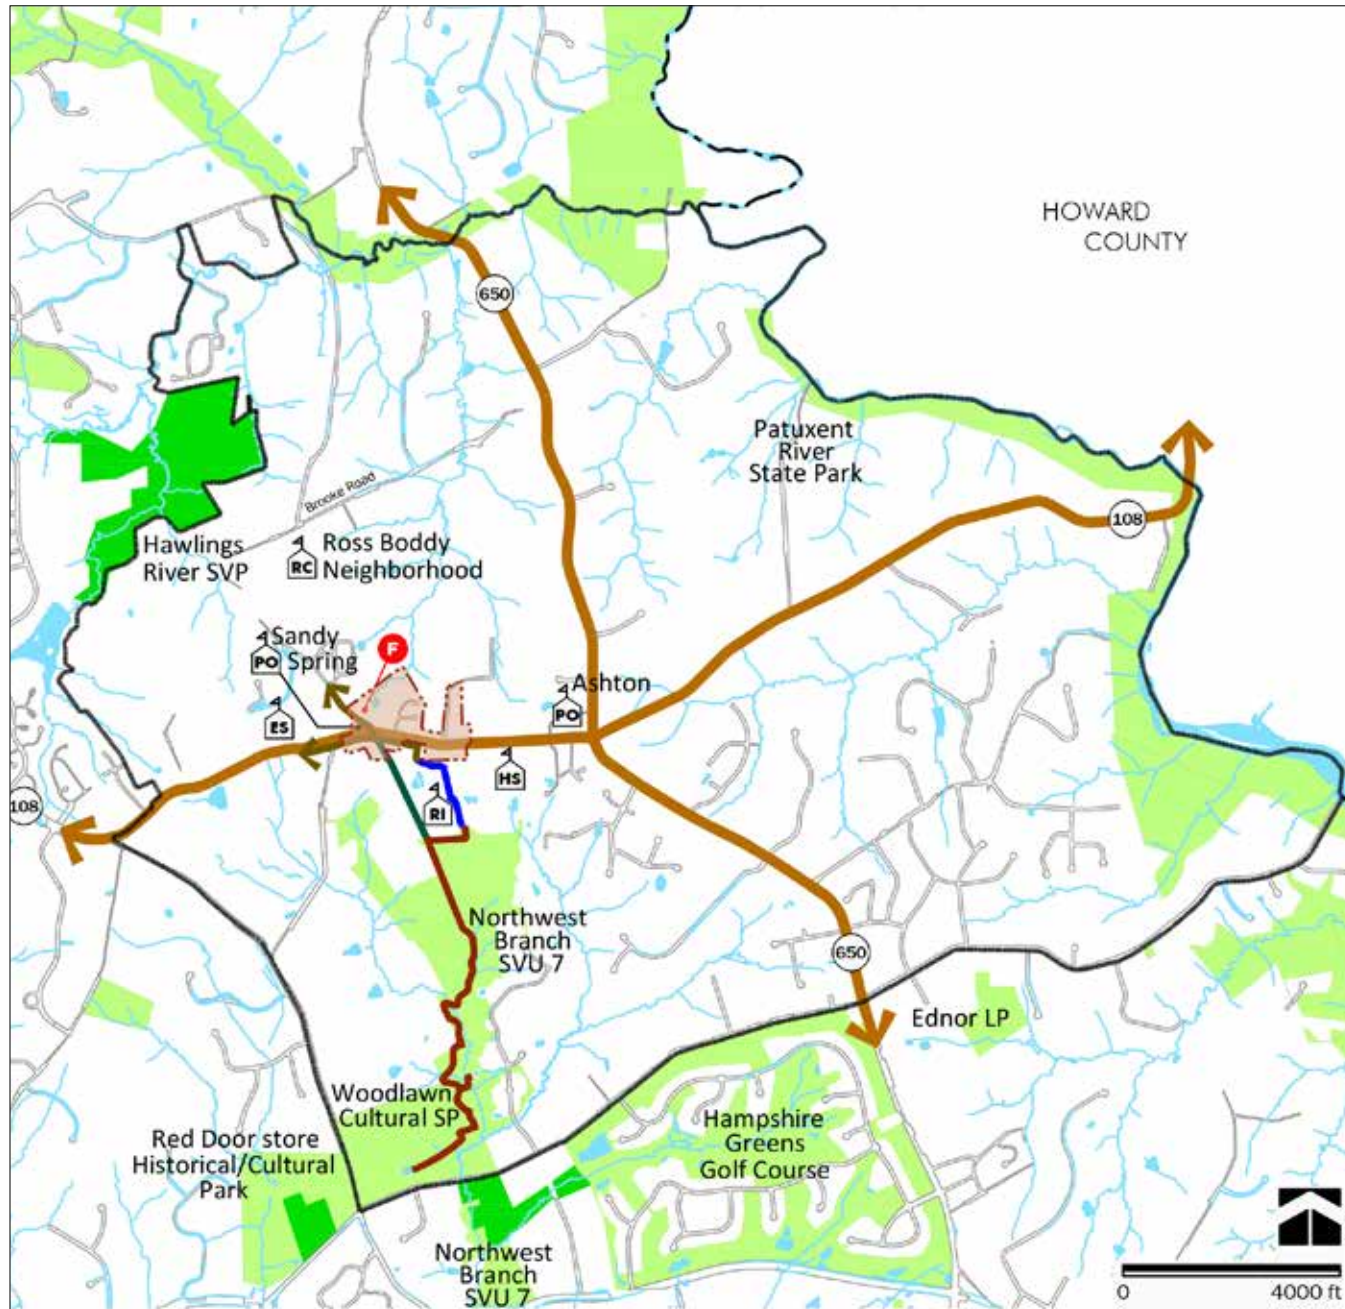 HOWARD
COUNTY
650
Patuxent
River
State Park
108
Brooke Road
Hawlings
River SVP
RC
Ross Boddy
Neighborhood
Sandy
Spring
PO
F
Ashton
PO
ES
HS
108
RI
Northwest
Branch
SVU 7
650
Ednor LP
Woodlawn
Cultural SP
Hampshire
Greens
Golf Course
Red Door store
Historical/Cultural
Park
Northwest
Branch
SVU 7
0 4000 ft